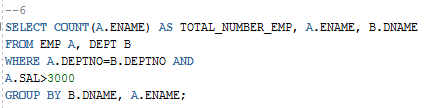 --6
SELECT COUNT(A.ENAME) AS TOTAL_NUMBER_EMP, A.ENAME, B.DNAME
FROM EMP A, DEPT B
WHERE A.DEPTNO=B.DEPTNO AND
A.SAL>3000
GROUP BY B.DNAME, A.ENAME;